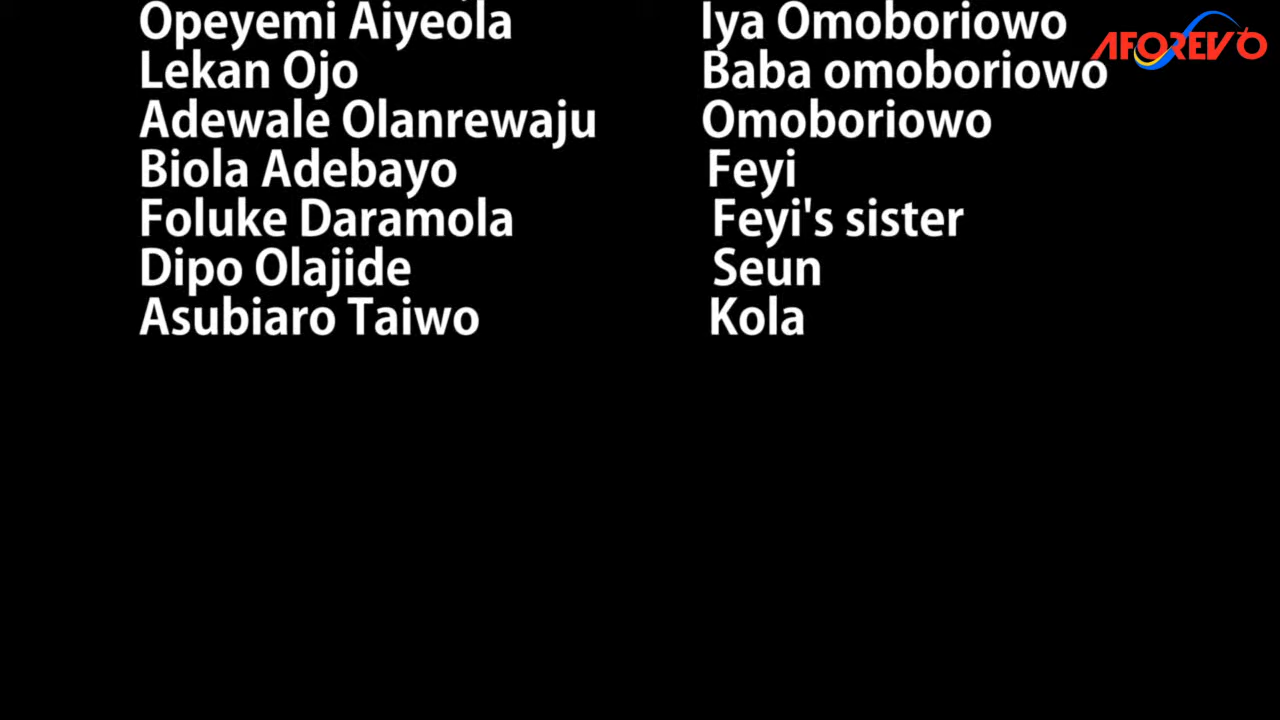 Opeyemi Aiyeola Iya Omoboriowo
Lekan Ojo Baba omoboriowo
Adewale Olanrewaju Omoboriowo
Biola Adebayo Feyi
Foluke Daramola Feyi's sister
Dipo Olajide Seun
Asubiaro Taiwo Kola
AFOREVO